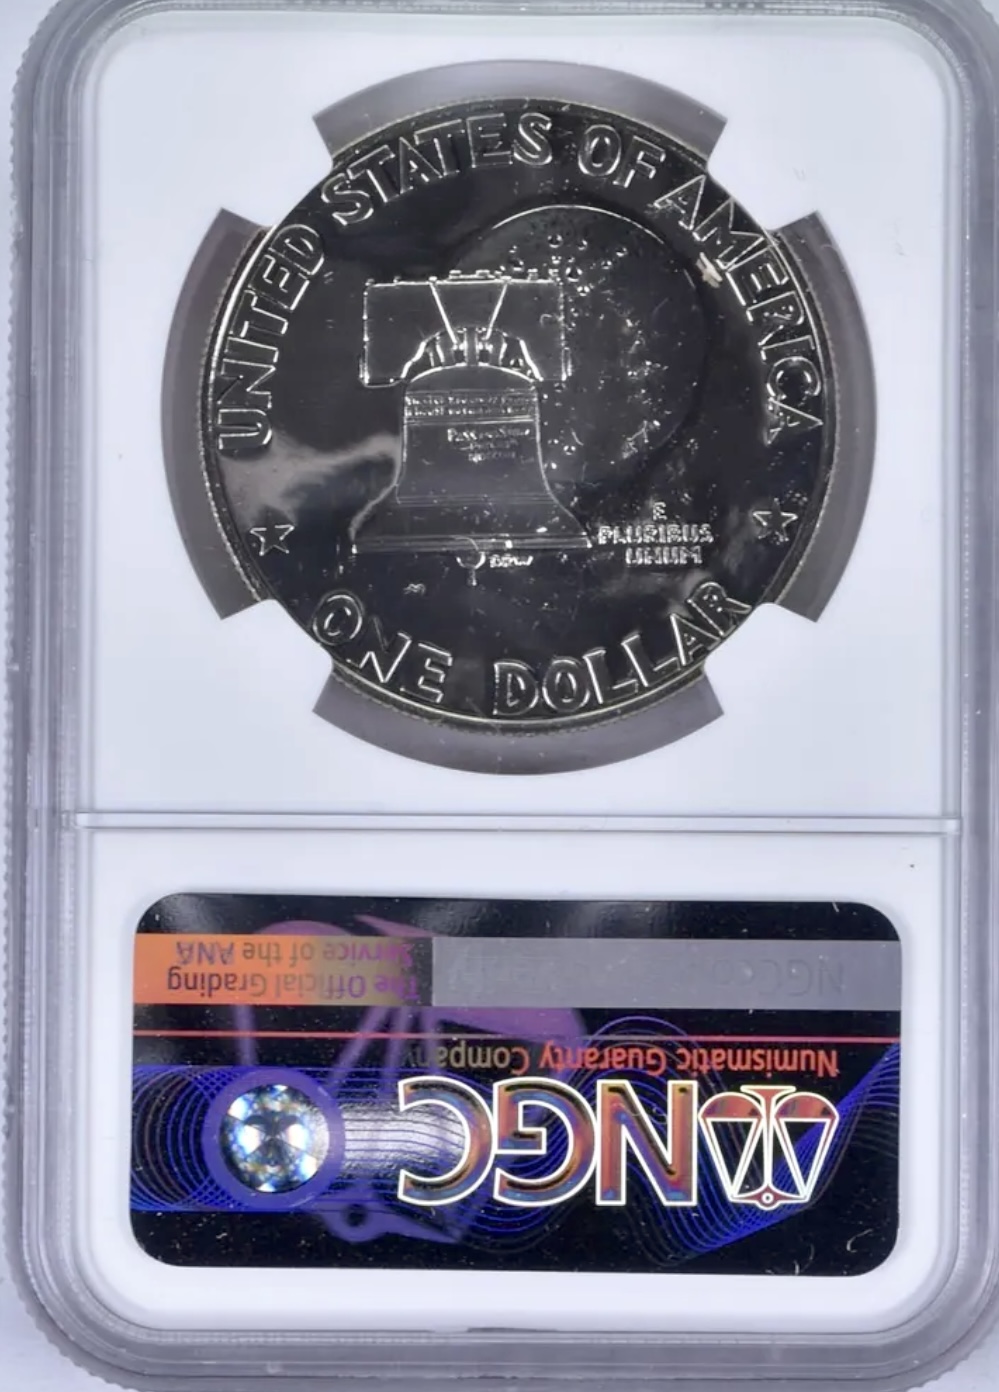 UNITED STATES OF AMERICA
E
PLURIBUS
UNUM
ONE DOLLAR
The Official Grading
Service of the ANA
Numismatic Guaranty Company
NGC